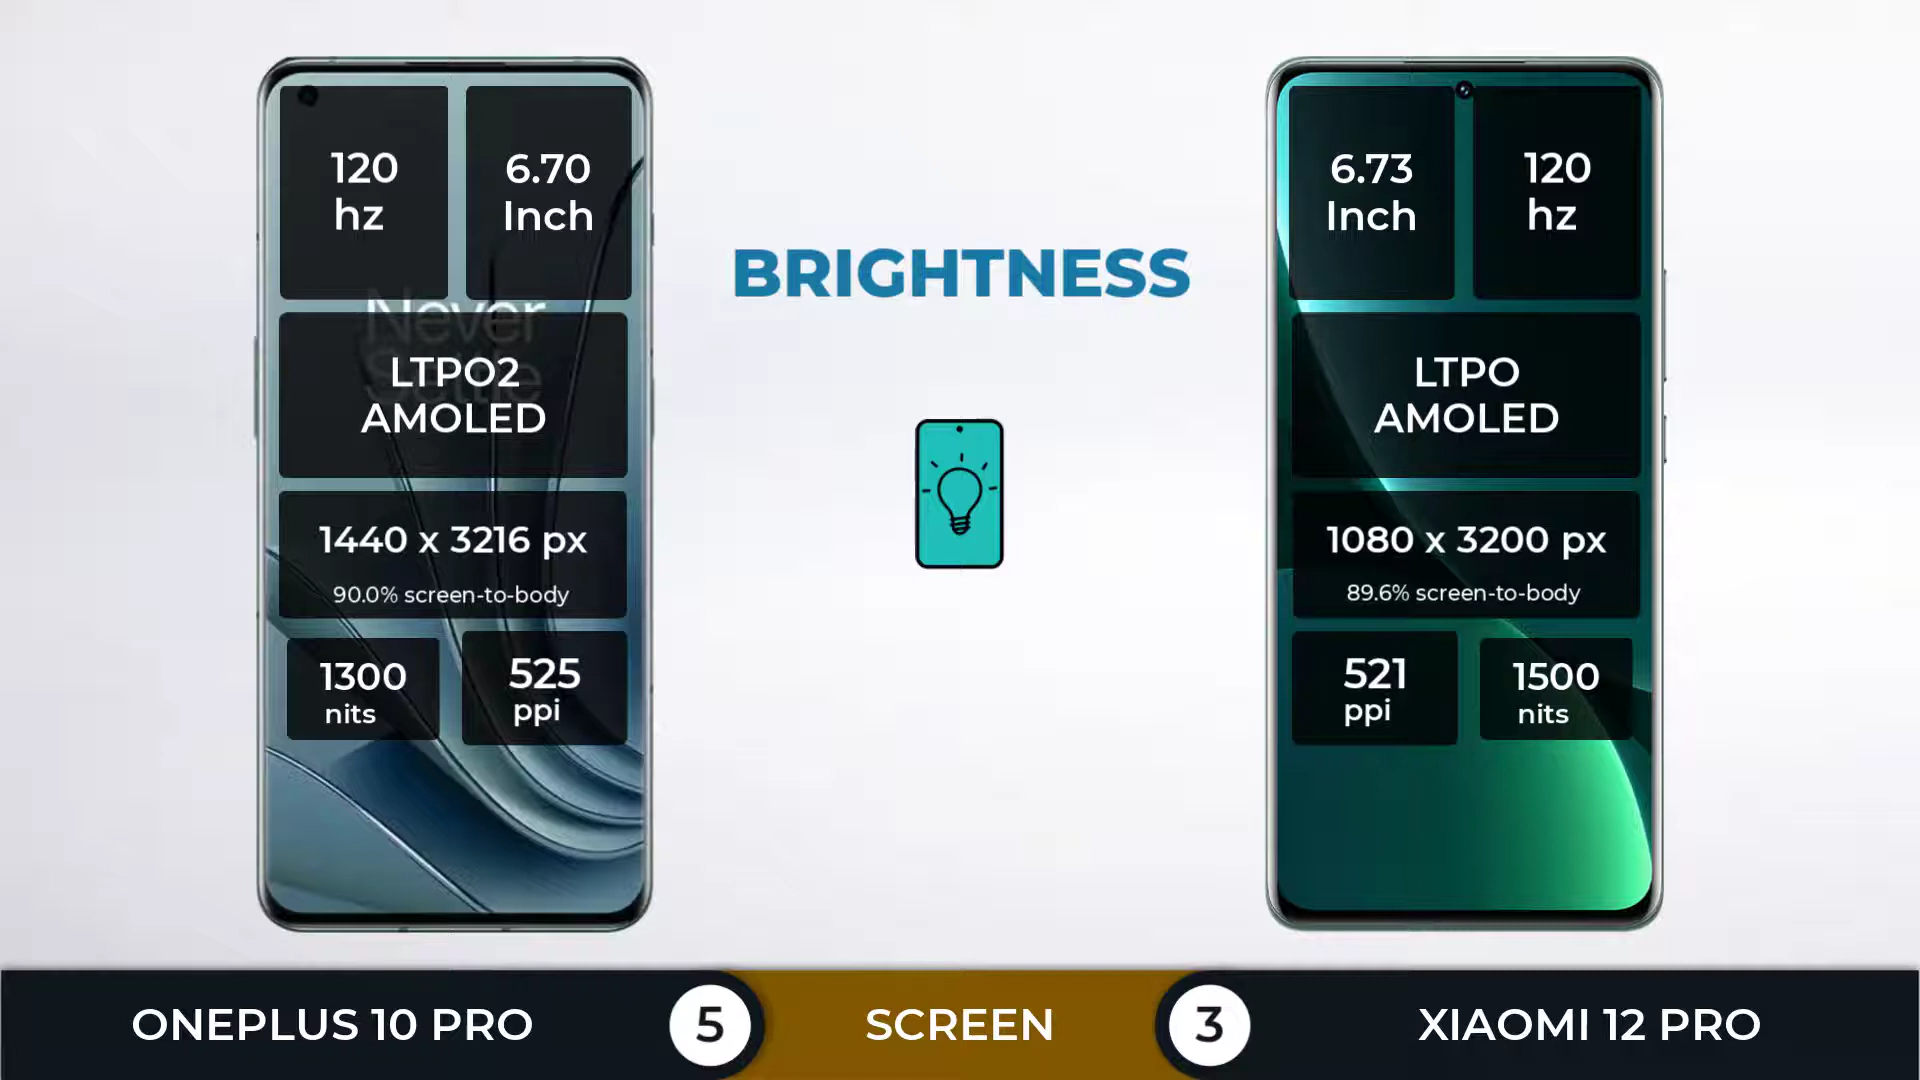 120
hz
6.70
Inch
Never
Settle
LTPO2
AMOLED
1440 x 3216 px
90.0% screen-to-body
1300
nits
525
ppi
BRIGHTNESS
6.73
Inch
120
hz
LTPO
AMOLED
1080 x 3200 px
89.6% screen-to-body
521
ppi
1500
nits
ONEPLUS 10 PRO
5
SCREEN
3
XIAOMI 12 PRO